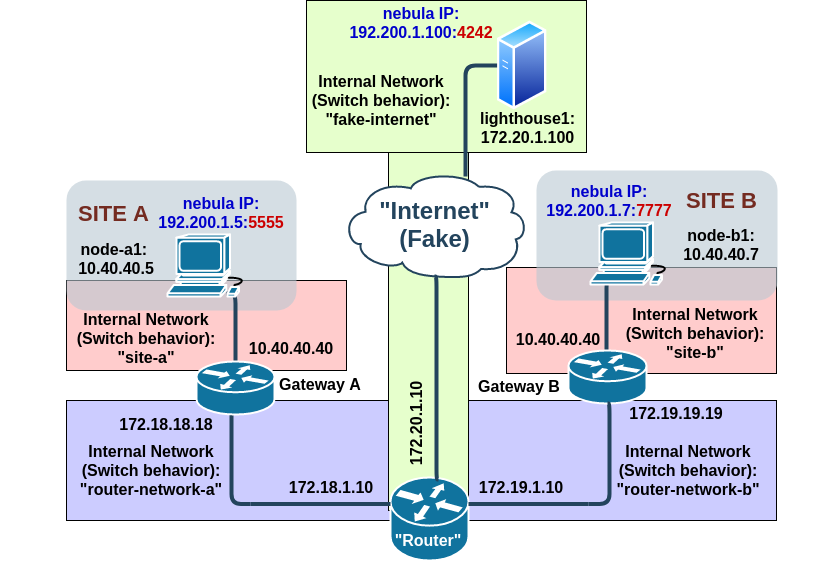 nebula IP:
192.200.1.100:4242
Internal Network
(Switch behavior):
"fake-internet"
lighthouse1:
172.20.1.100
SITE A
nebula IP:
192.200.1.5:5555
node-a1:
10.40.40.5
"Internet"
(Fake)
nebula IP:
192.200.1.7:7777
SITE B
node-b1:
10.40.40.7
Internal Network
(Switch behavior):
"site-a"
10.40.40.40
Gateway A
10.40.40.40
Internal Network
(Switch behavior):
"site-b"
Gateway B
172.18.18.18
Internal Network
(Switch behavior):
"router-network-a"
172.18.1.10
172.20.1.10
172.19.1.10
172.19.19.19
Internal Network
(Switch behavior):
"router-network-b"
"Router"